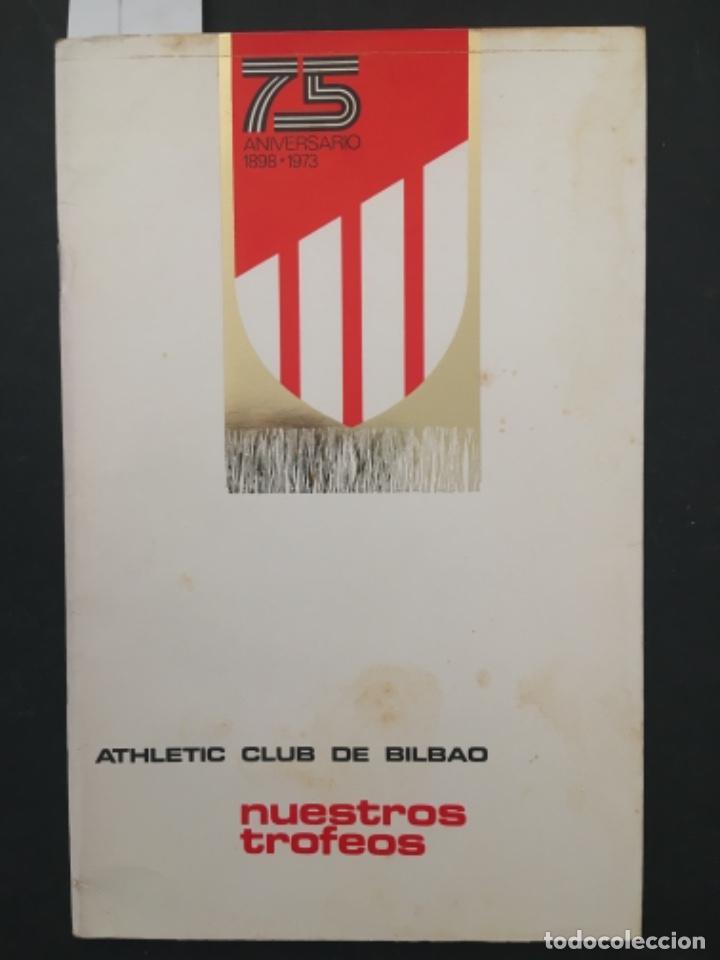 75
ANIVERSARIO
1898•1973
ATHLETIC CLUB DE BILBAO
nuestros
trofeos
todocoleccion